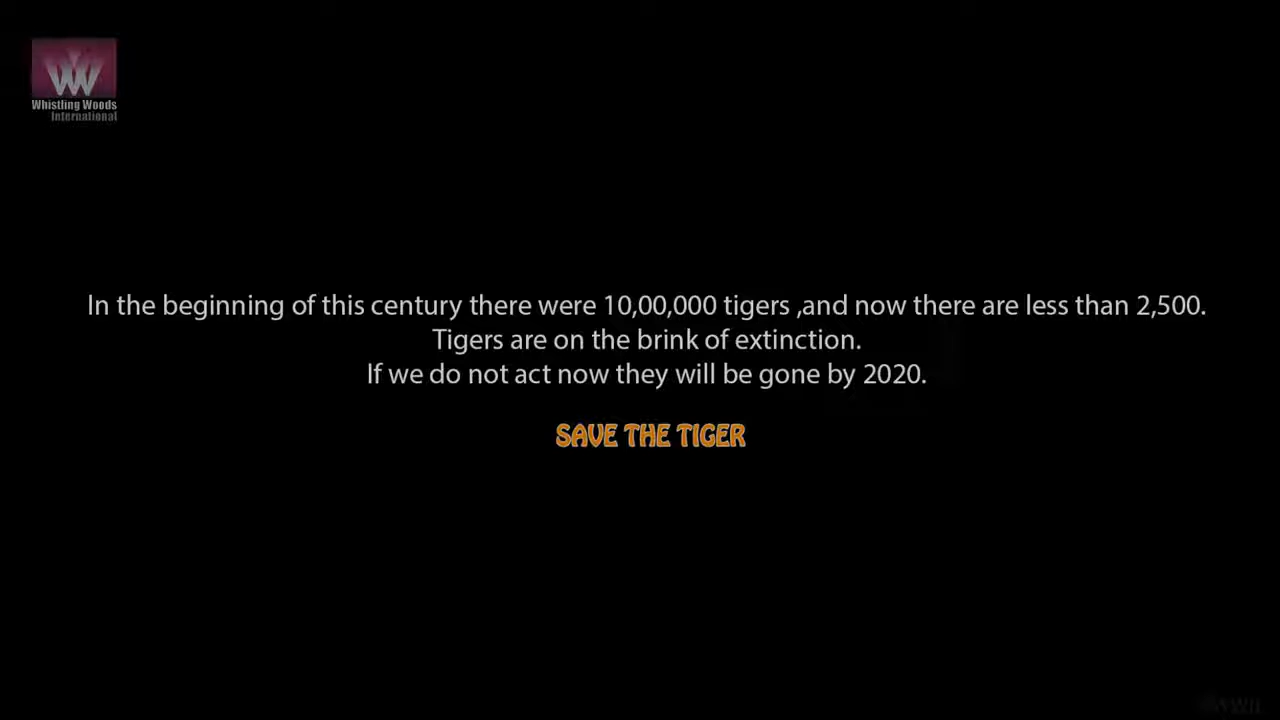 Whistling Woods
International
In the beginning of this century there were 10,00,000 tigers ,and now there are less than 2,500.
Tigers are on the brink of extinction.
If we do not act now they will be gone by 2020.
SAVE THE TIGER